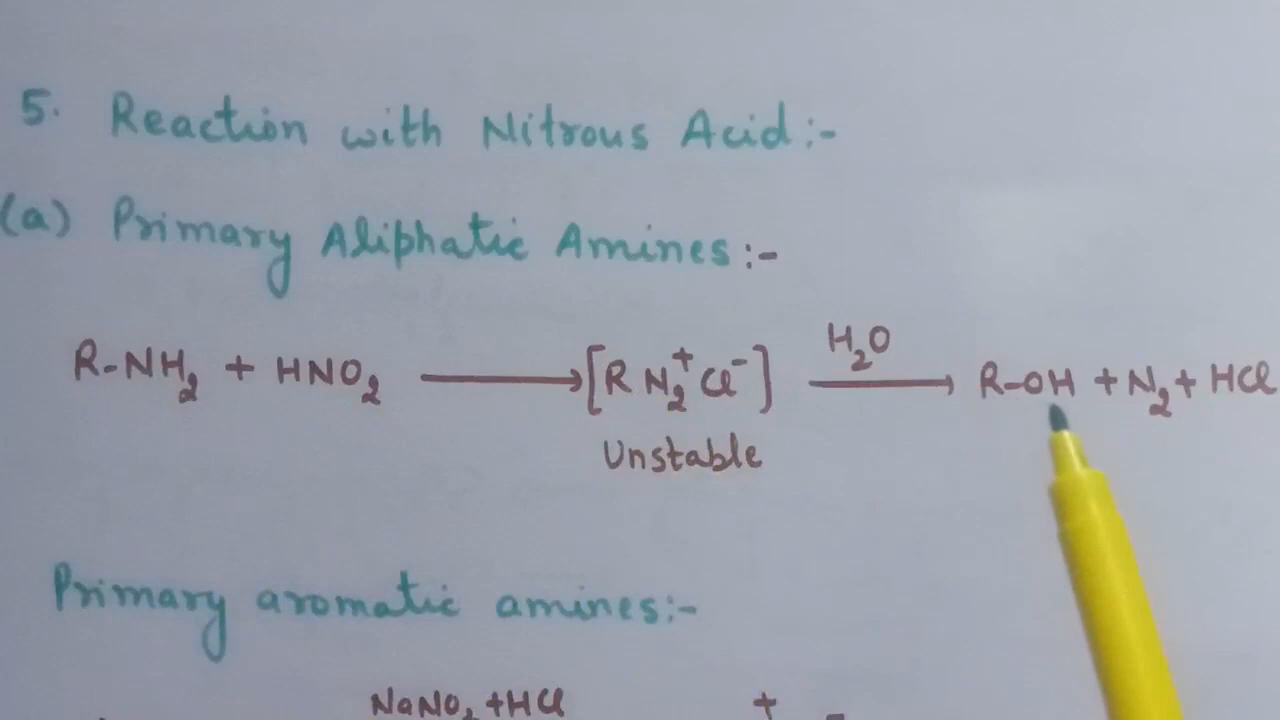 5. Reaction with Nitrous Acid:-
(a) Primary Aliphatic Amines:-
R-NH₂ + HNO₂ ⟶ [R N₂⁺Cl⁻] H₂O ⟶ R-OH + N₂ + HCl
Unstable
Primary aromatic amines:-
NaNO₂+HCl + -